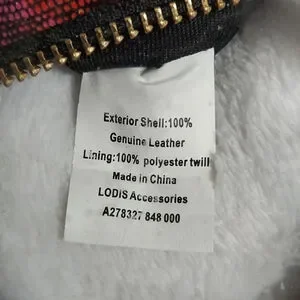 Exterior Shell:100%
Genuine Leather
Lining:100% polyester twill
Made in China
LODIS Accessories
A278327 848 000